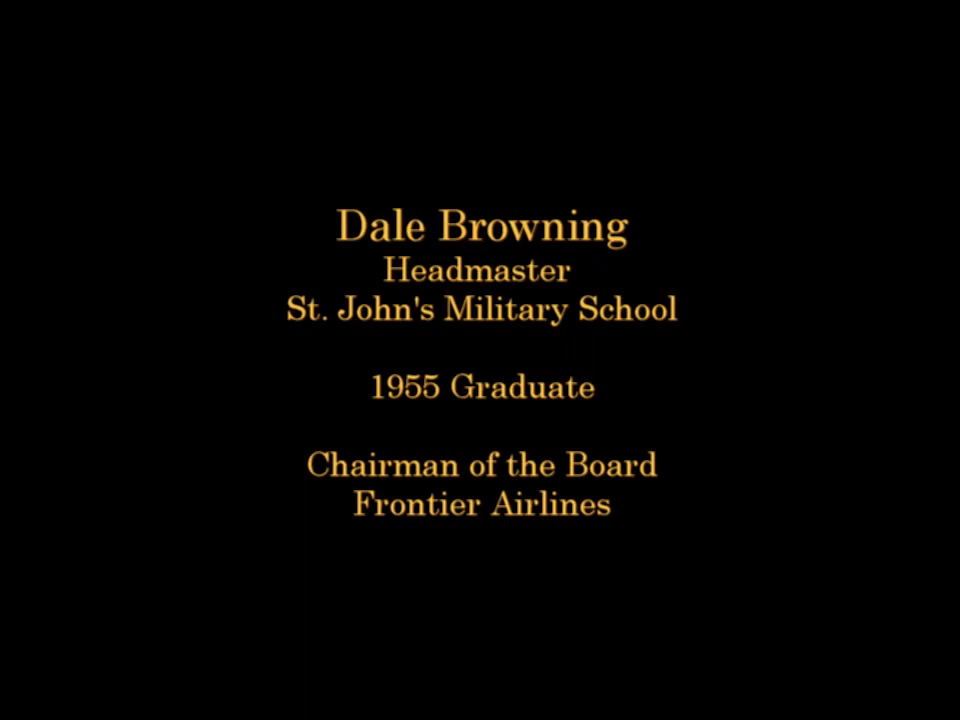 Dale Browning
Headmaster
St. John's Military School
1955 Graduate
Chairman of the Board
Frontier Airlines